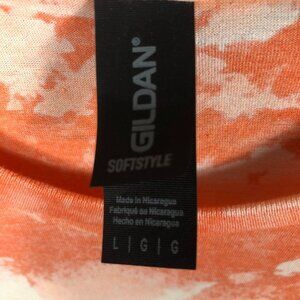 GILDAN®
SOFTSTYLE
Made in Nicaragua
Fabriqué au Nicaragua
Hecho en Nicaragua
L | G | G